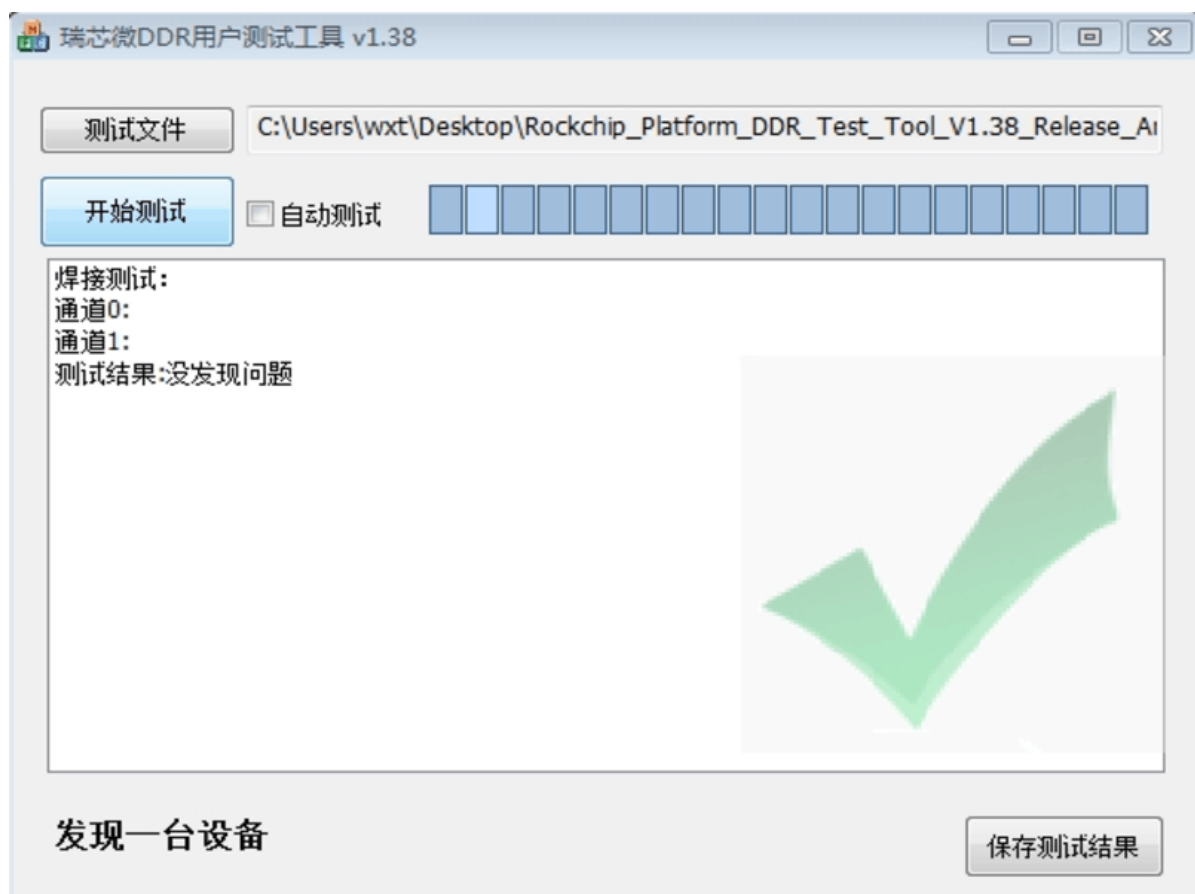 瑞芯微DDR用户测试工具 v1.38
测试文件 C:\Users\wxt\Desktop\Rockchip_Platform_DDR_Test_Tool_V1.38_Release_
开始测试 自动测试
焊接测试:
通道0:
通道1:
测试结果:没发现问题
发现一台设备
保存测试结果